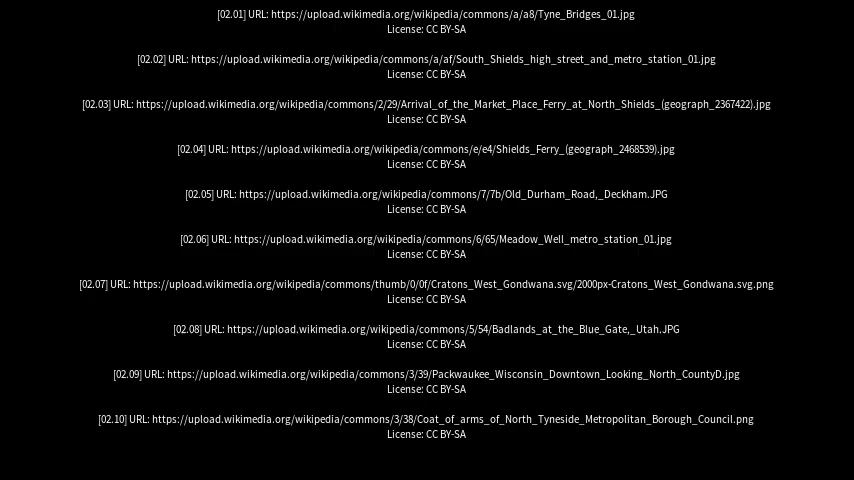 [02.01] URL: https://upload.wikimedia.org/wikipedia/commons/a/a8/Tyne_Bridges_01.jpg
License: CC BY-SA
[02.02] URL: https://upload.wikimedia.org/wikipedia/commons/a/af/South_Shields_high_street_and_metro_station_01.jpg
License: CC BY-SA
[02.03] URL: https://upload.wikimedia.org/wikipedia/commons/2/29/Arrival_of_the_Market_Place_Ferry_at_North_Shields_(geograph_2367422).jpg
License: CC BY-SA
[02.04] URL: https://upload.wikimedia.org/wikipedia/commons/e/e4/Shields_Ferry_(geograph_2468539).jpg
License: CC BY-SA
[02.05] URL: https://upload.wikimedia.org/wikipedia/commons/7/7b/Old_Durham_Road,_Deckham.JPG
License: CC BY-SA
[02.06] URL: https://upload.wikimedia.org/wikipedia/commons/6/65/Meadow_Well_metro_station_01.jpg
License: CC BY-SA
[02.07] URL: https://upload.wikimedia.org/wikipedia/commons/thumb/0/0f/Cratons_West_Gondwana.svg/2000px-Cratons_West_Gondwana.svg.png
License: CC BY-SA
[02.08] URL: https://upload.wikimedia.org/wikipedia/commons/5/54/Badlands_at_the_Blue_Gate,_Utah.JPG
License: CC BY-SA
[02.09] URL: https://upload.wikimedia.org/wikipedia/commons/3/39/Packwaukee_Wisconsin_Downtown_Looking_North_CountyD.jpg
License: CC BY-SA
[02.10] URL: https://upload.wikimedia.org/wikipedia/commons/3/38/Coat_of_arms_of_North_Tyneside_Metropolitan_Borough_Council.png
License: CC BY-SA